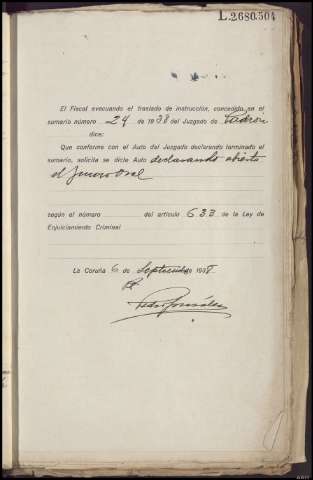 L.2680504
El Fiscal evacuando el traslado de instrucción, concedido en el
sumario número 24 de 1938 del Juzgado de Padrón
dice:
Que conforme con el Auto del Juzgado declarando terminado el
sumario, solicita se dicte Auto declarando abierto
el Juicio Oral
según el número del artículo 633 de la Ley de
Enjuiciamiento Criminal
La Coruña 6 de Septiembre 1938.
Pedro González